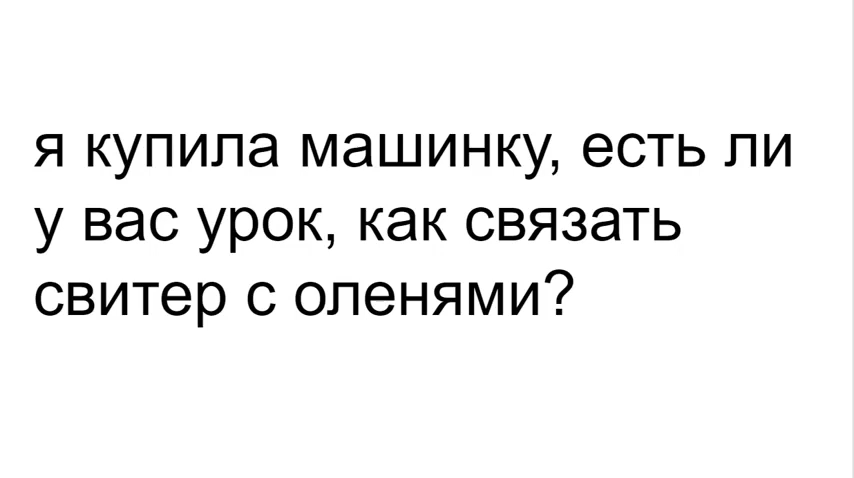 я купила машинку, есть ли
у вас урок, как связать
свитер с оленями?